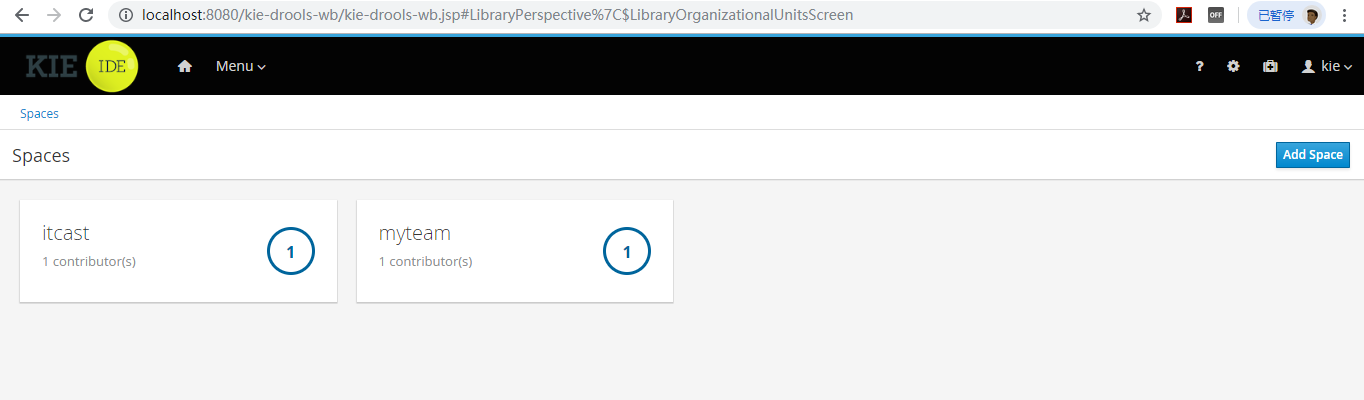 localhost:8080/kie-drools-wb/kie-drools-wb.jsp#LibraryPerspective%7C$LibraryOrganizationalUnitsScreen
OFF
已暂停
KIE IDE
Menu
? kie
Spaces
Spaces
Add Space
itcast
1 contributor(s)
1
myteam
1 contributor(s)
1